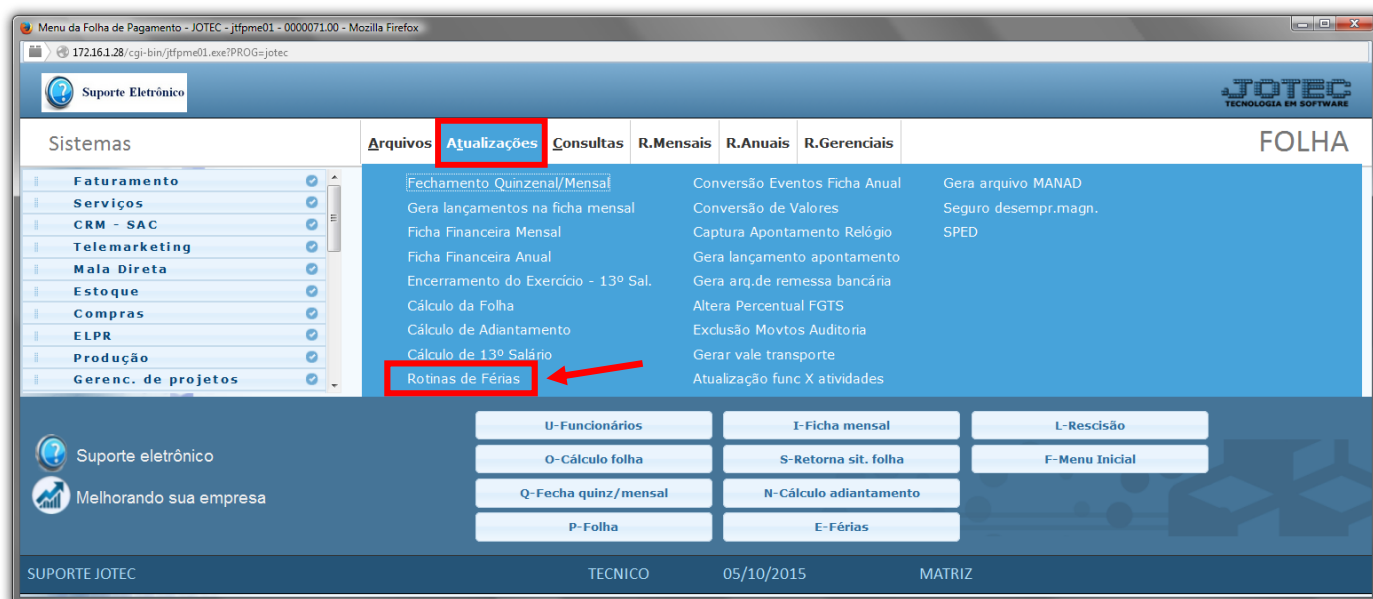 Menu da Folha de Pagamento - JOTEC - jtfpme01 - 0000071.00 - Mozilla Firefox
172.16.1.28/cgi-bin/jtfpme01.exe?PROG=jotec
Suporte Eletrônico
JOTEC
TECNOLOGIA EM SOFTWARE
Sistemas
Arquivos Atualizações Consultas R.Mensais R.Anuais R.Gerenciais
FOLHA
Faturamento
Serviços
CRM - SAC
Telemarketing
Mala Direta
Estoque
Compras
ELPR
Produção
Gerenc. de projetos
Fechamento Quinzenal/Mensal
Gera lançamentos na ficha mensal
Ficha Financeira Mensal
Ficha Financeira Anual
Encerramento do Exercício - 13º Sal.
Cálculo da Folha
Cálculo de Adiantamento
Cálculo de 13º Salário
Rotinas de Férias
Conversão Eventos Ficha Anual
Conversão de Valores
Captura Apontamento Relógio
Gera lançamento apontamento
Gera arq.de remessa bancária
Altera Percentual FGTS
Exclusão Movtos Auditoria
Gerar vale transporte
Atualização func X atividades
Gera arquivo MANAD
Seguro desempr.magn.
SPED
Suporte eletrônico
Melhorando sua empresa
U-Funcionários I-Ficha mensal L-Rescisão
O-Cálculo folha S-Retorna sit. folha F-Menu Inicial
Q-Fecha quinz/mensal N-Cálculo adiantamento
P-Folha E-Férias
SUPORTE JOTEC TECNICO 05/10/2015 MATRIZ